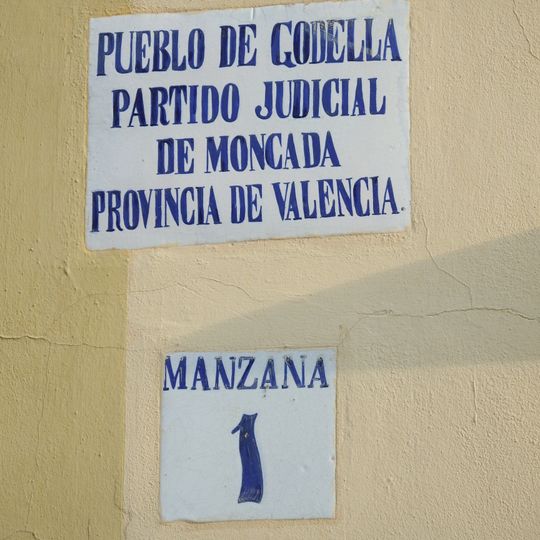 PUEBLO DE GODELLA
PARTIDO JUDICIAL
DE MONCADA
PROVINCIA DE VALENCIA.
MANZANA
1